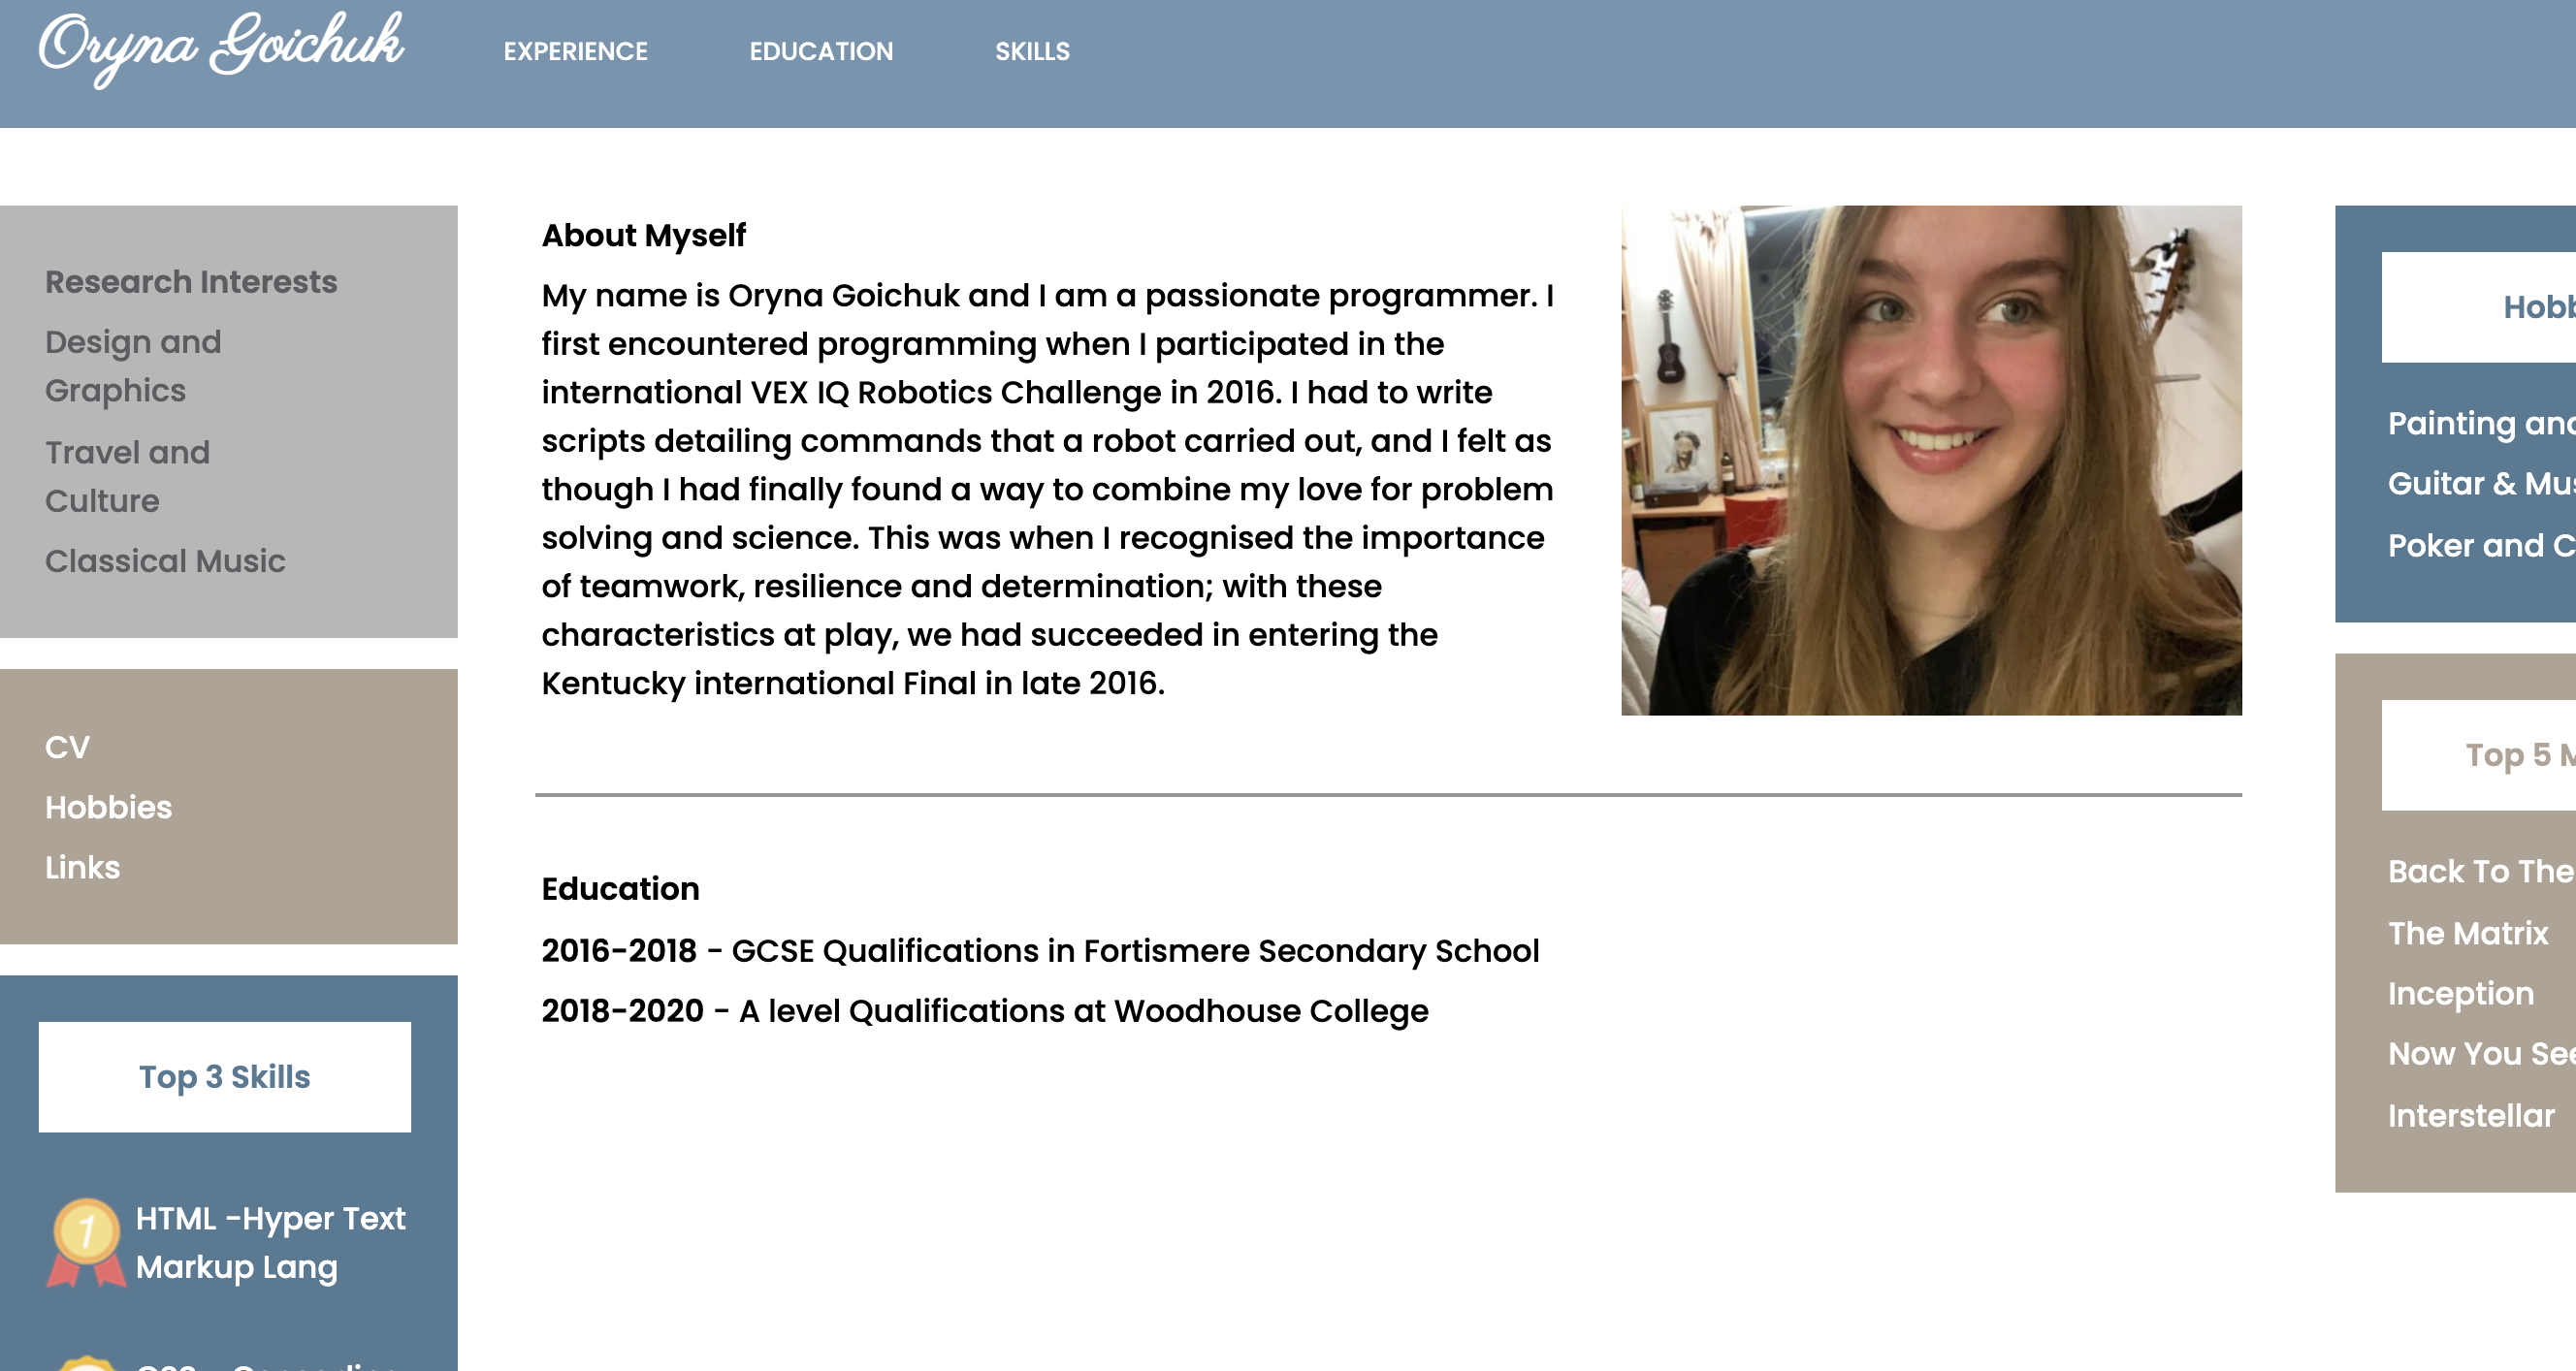 Oryna Goichuk
EXPERIENCE
EDUCATION
SKILLS
Research Interests
Design and
Graphics
Travel and
Culture
Classical Music
CV
Hobbies
Links
Top 3 Skills
1
HTML -Hyper Text
Markup Lang
About Myself
My name is Oryna Goichuk and I am a passionate programmer. I
first encountered programming when I participated in the
international VEX IQ Robotics Challenge in 2016. I had to write
scripts detailing commands that a robot carried out, and I felt as
though I had finally found a way to combine my love for problem
solving and science. This was when I recognised the importance
of teamwork, resilience and determination; with these
characteristics at play, we had succeeded in entering the
Kentucky international Final in late 2016.
Education
2016-2018 - GCSE Qualifications in Fortismere Secondary School
2018-2020 - A level Qualifications at Woodhouse College
Painting and
Guitar &
Poker and
Top 5
Back To The
The Matrix
Inception
Now You See
Interstellar